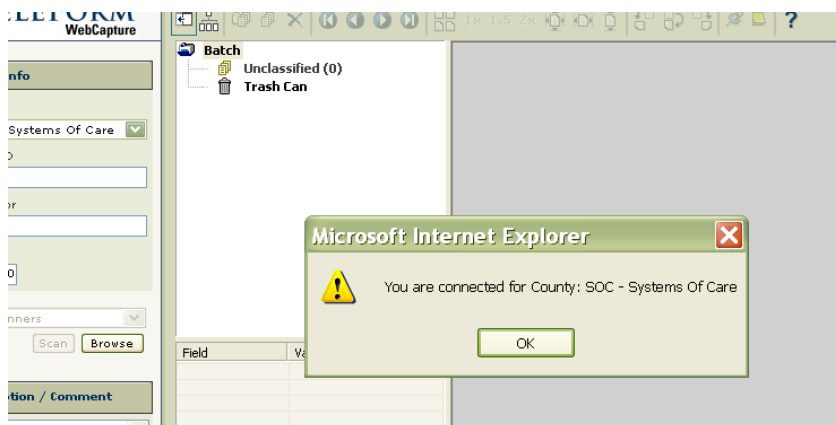 WebCapture
1x 1.5 2x
?
Batch
Unclassified (0)
Trash Can
nfo
Systems Of Care
Microsoft Internet Explorer
You are connected for County: SOC - Systems Of Care
OK
nners
Scan Browse
Field
tion / Comment